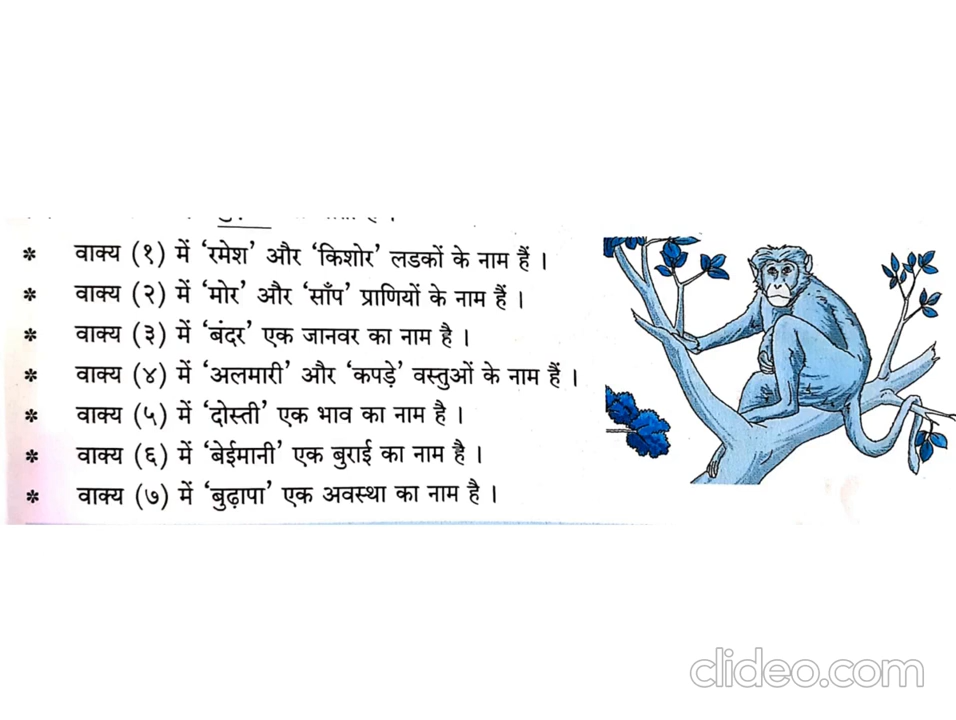 * वाक्य (१) में ‘रमेश’ और ‘किशोर’ लडकों के नाम हैं ।
* वाक्य (२) में ‘मोर’ और ‘साँप’ प्राणियों के नाम हैं ।
* वाक्य (३) में ‘बंदर’ एक जानवर का नाम है ।
* वाक्य (४) में ‘अलमारी’ और ‘कपड़े’ वस्तुओं के नाम हैं ।
* वाक्य (५) में ‘दोस्ती’ एक भाव का नाम है ।
* वाक्य (६) में ‘बेईमानी’ एक बुराई का नाम है ।
* वाक्य (७) में ‘बुढ़ापा’ एक अवस्था का नाम है ।
clideo.com